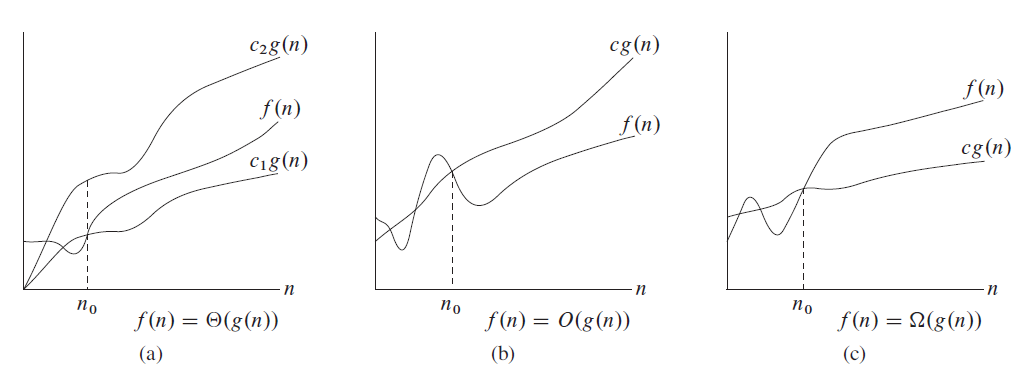 c₂g(n)
f(n)
c₁g(n)
n
n₀
f(n) = Θ(g(n))
(a)
cg(n)
f(n)
n
n₀
f(n) = O(g(n))
(b)
f(n)
cg(n)
n
n₀
f(n) = Ω(g(n))
(c)